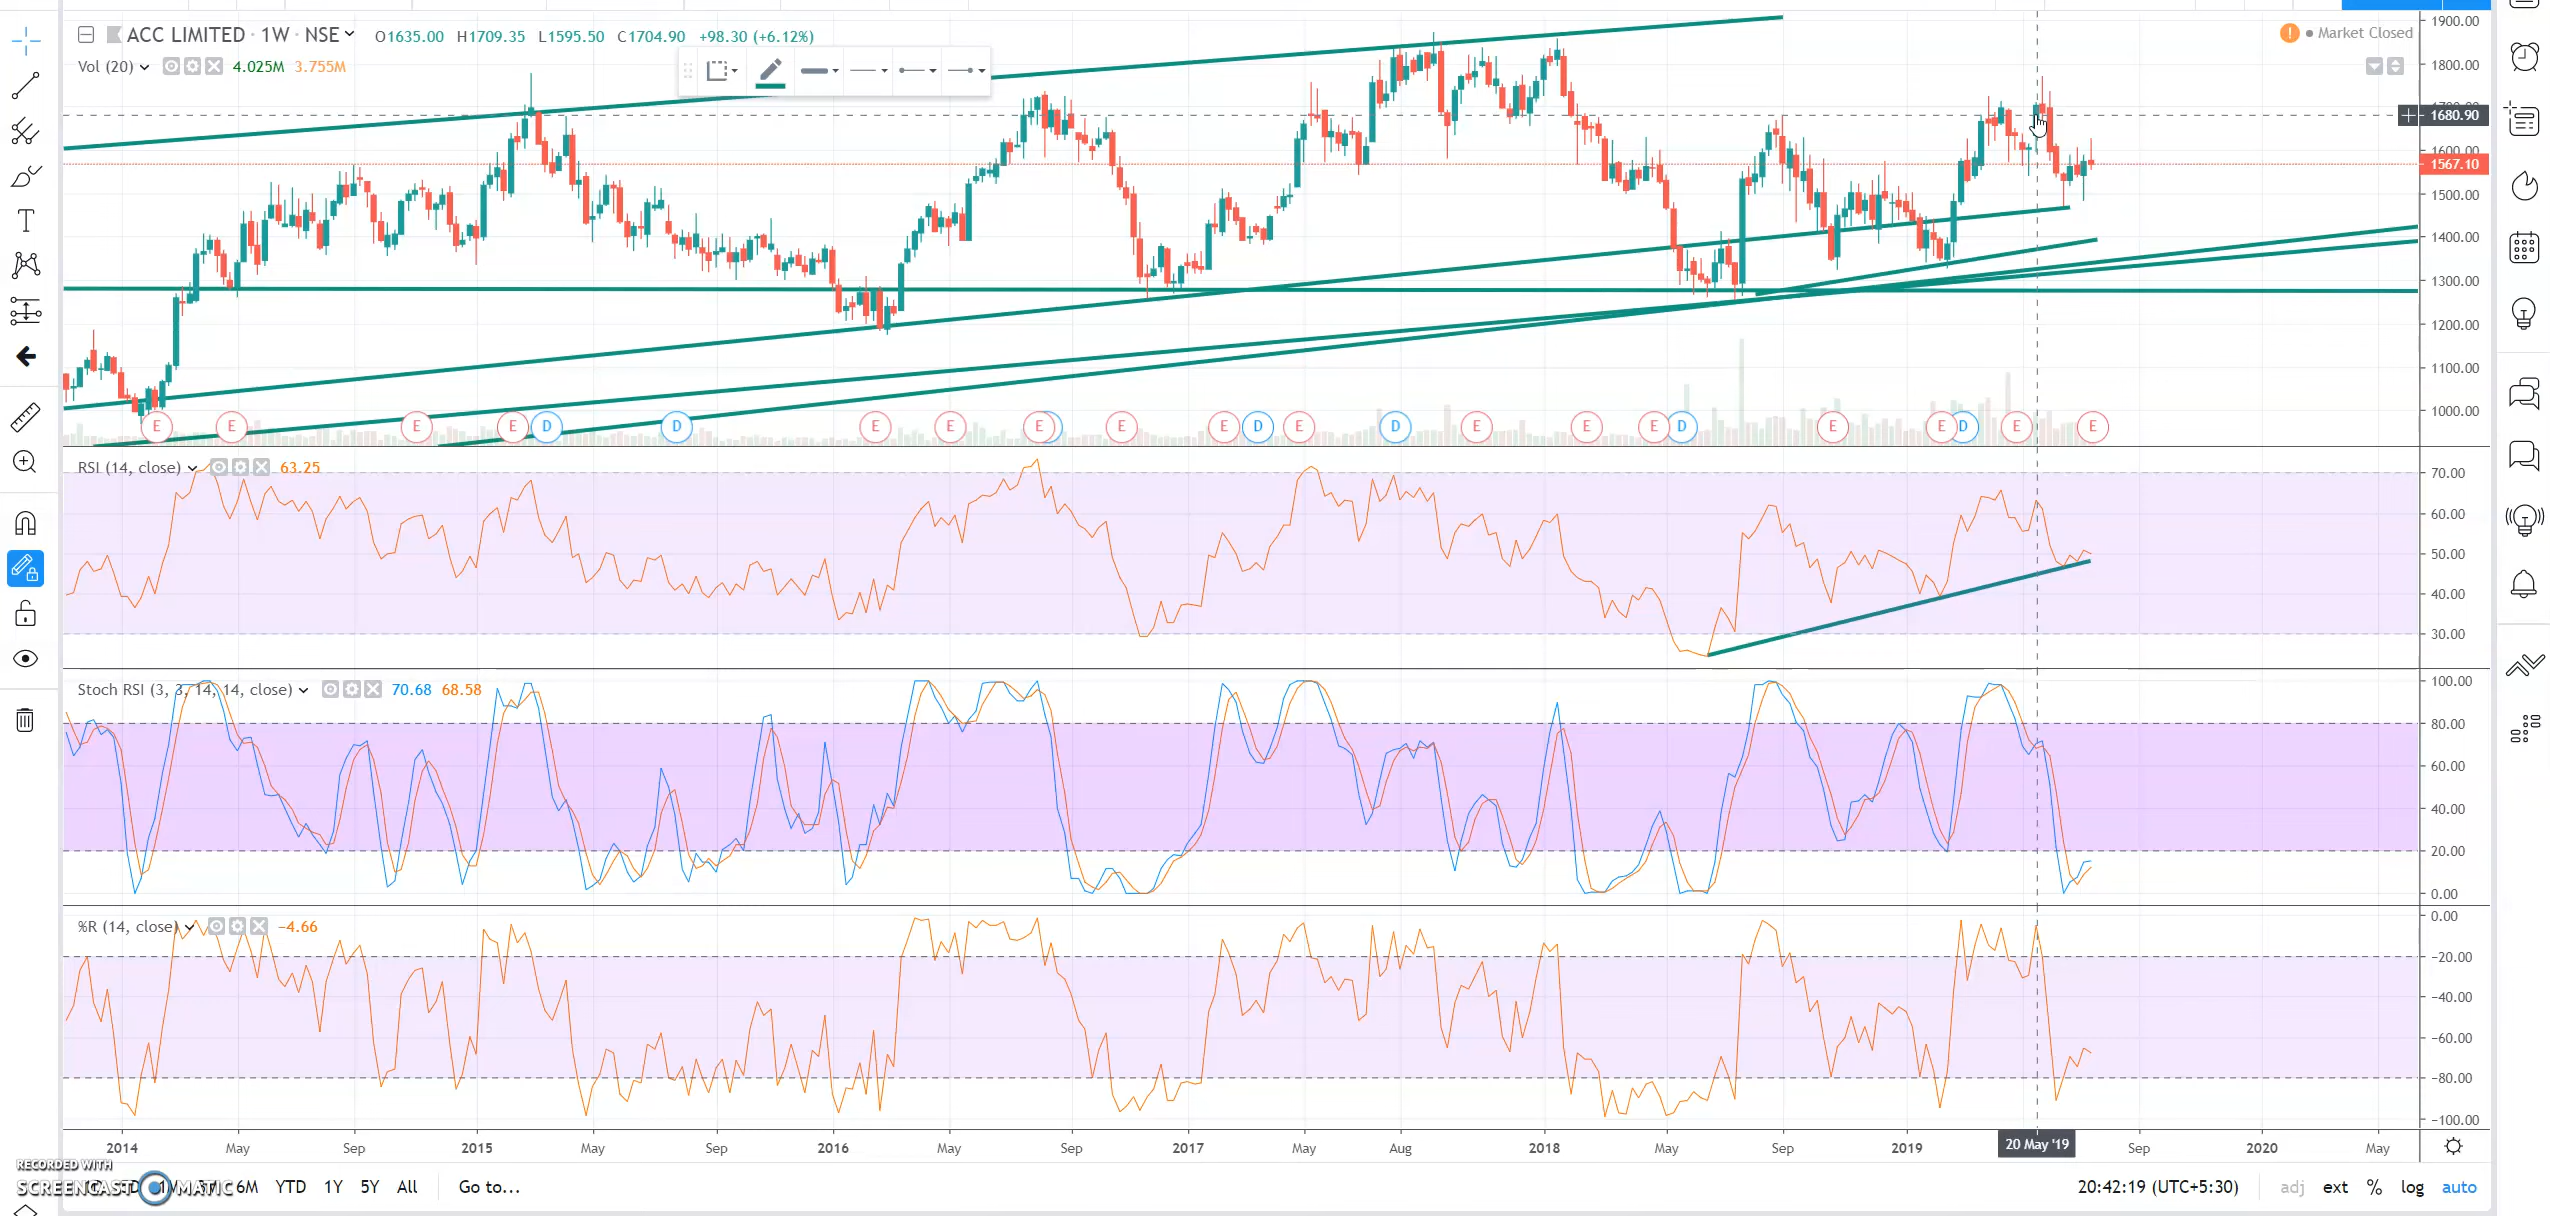 ACC LIMITED · 1W · NSE O1635.00 H1709.35 L1595.50 C1704.90 +98.30 (+6.12%)
Market Closed
Vol (20) 4.025M 3.755M
1900.00
1800.00
1680.90
1600.00
1567.10
1500.00
1400.00
1300.00
1200.00
1100.00
1000.00
E E E E D D E E E D E E D E D E E E D E E D E E
RSI (14, close) 63.25
70.00
60.00
50.00
40.00
30.00
Stoch RSI (3, 3, 14, 14, close) 70.68 68.58
100.00
80.00
60.00
40.00
20.00
0.00
%R (14, close) −4.66
0.00
−20.00
−40.00
−60.00
−80.00
−100.00
2014 May Sep 2015 May Sep 2016 May Sep 2017 May Aug 2018 May Sep 2019 20 May '19 Sep 2020 May
RECORDED WITH
SCREENCAST MATIC
6M YTD 1Y 5Y All Go to... 20:42:19 (UTC+5:30) adj ext % log auto